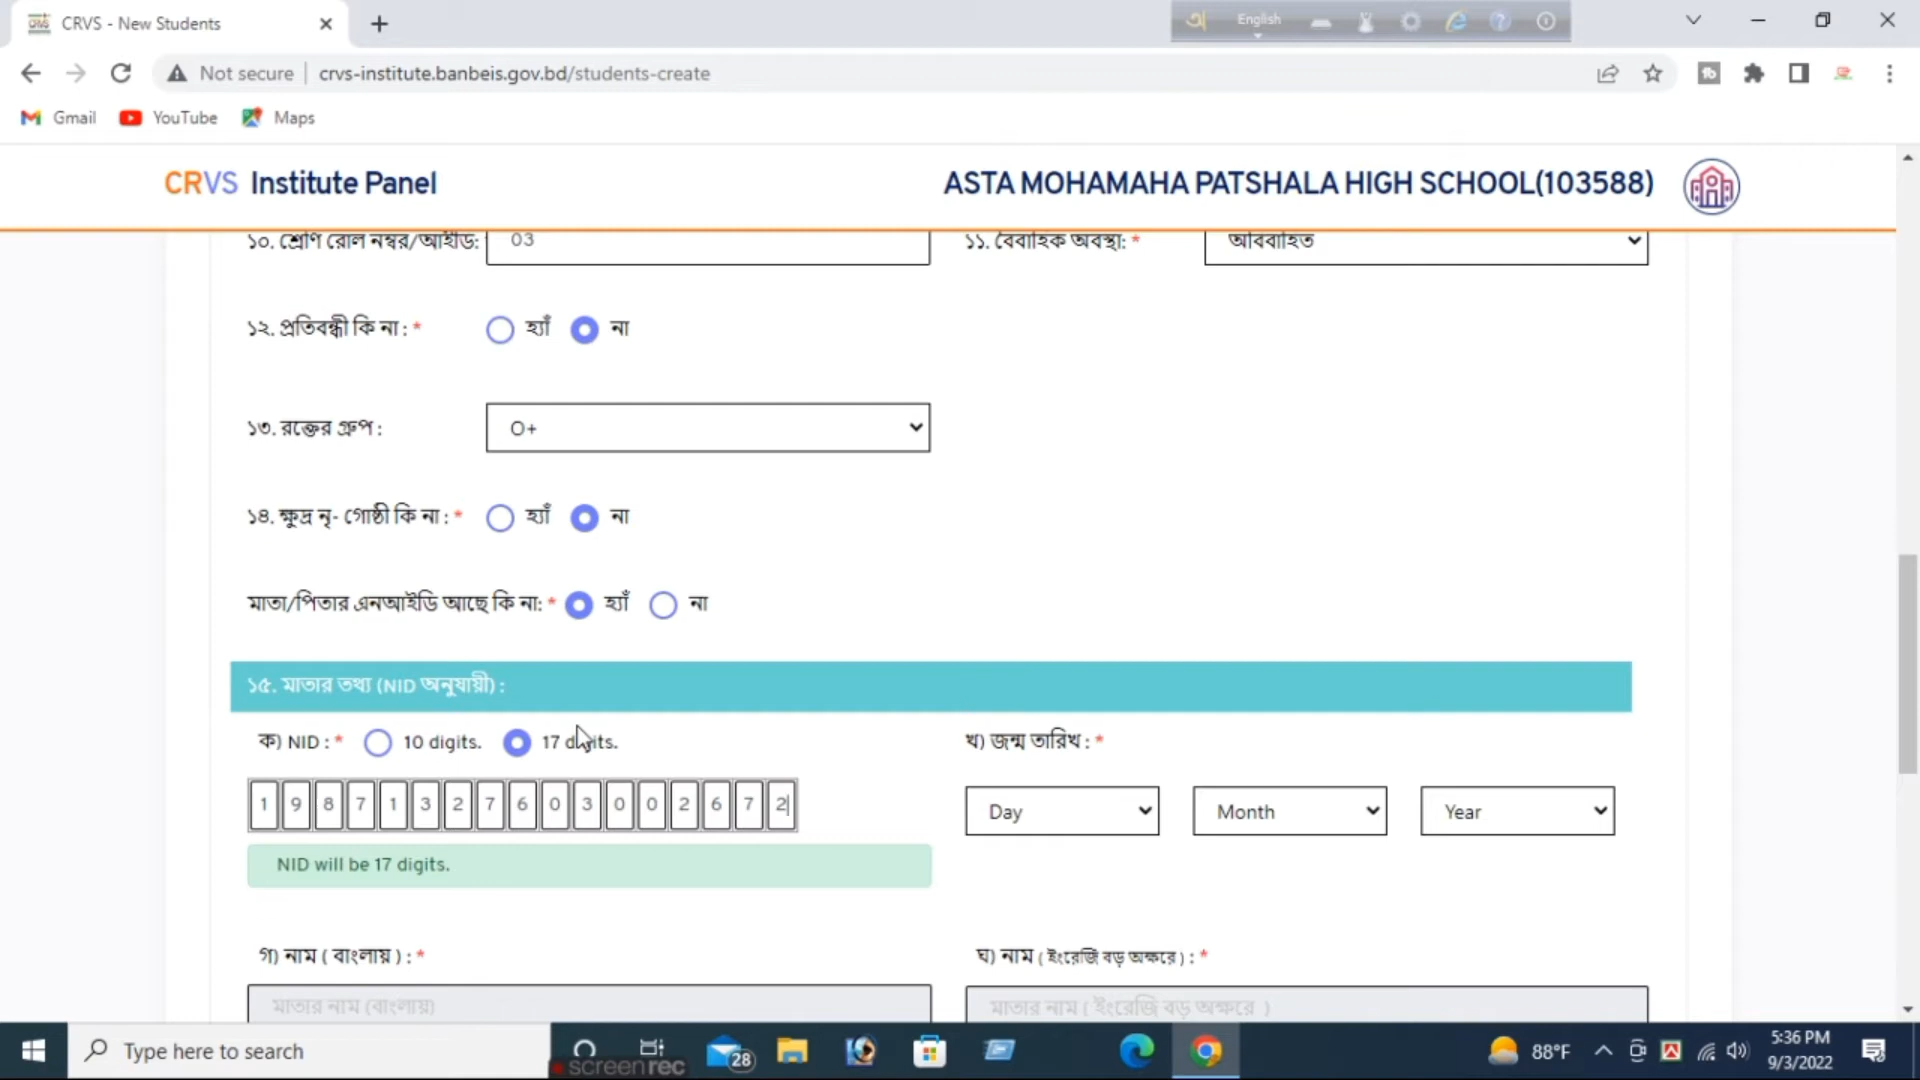 CRVS - New Students
English
Not secure
crvs-institute.banbeis.gov.bd/students-create
Gmail
YouTube
Maps
CRVS Institute Panel
ASTA MOHAMAHA PATSHALA HIGH SCHOOL(103588)
১০. শ্রেণি রোল নম্বর/আইডি:
03
১১. বৈবাহিক অবস্থা: *
অবিবাহিত
১২. প্রতিবন্ধী কি না : *
হ্যাঁ
না
১৩. রক্তের গ্রুপ :
O+
১৪. ক্ষুদ্র নৃ- গোষ্ঠী কি না : *
হ্যাঁ
না
মাতা/পিতার এনআইডি আছে কি না: *
হ্যাঁ
না
১৫. মাতার তথ্য (NID অনুযায়ী) :
ক) NID : *
10 digits.
17 digits.
খ) জন্ম তারিখ : *
1 9 8 7 1 3 2 7 6 0 3 0 0 2 6 7 2
Day
Month
Year
NID will be 17 digits.
গ) নাম ( বাংলায় ) : *
ঘ) নাম ( ইংরেজি বড় অক্ষরে ) : *
মাতার নাম (বাংলায়)
মাতার নাম ( ইংরেজি বড় অক্ষরে )
Type here to search
screenrec
28
88°F
5:36 PM
9/3/2022